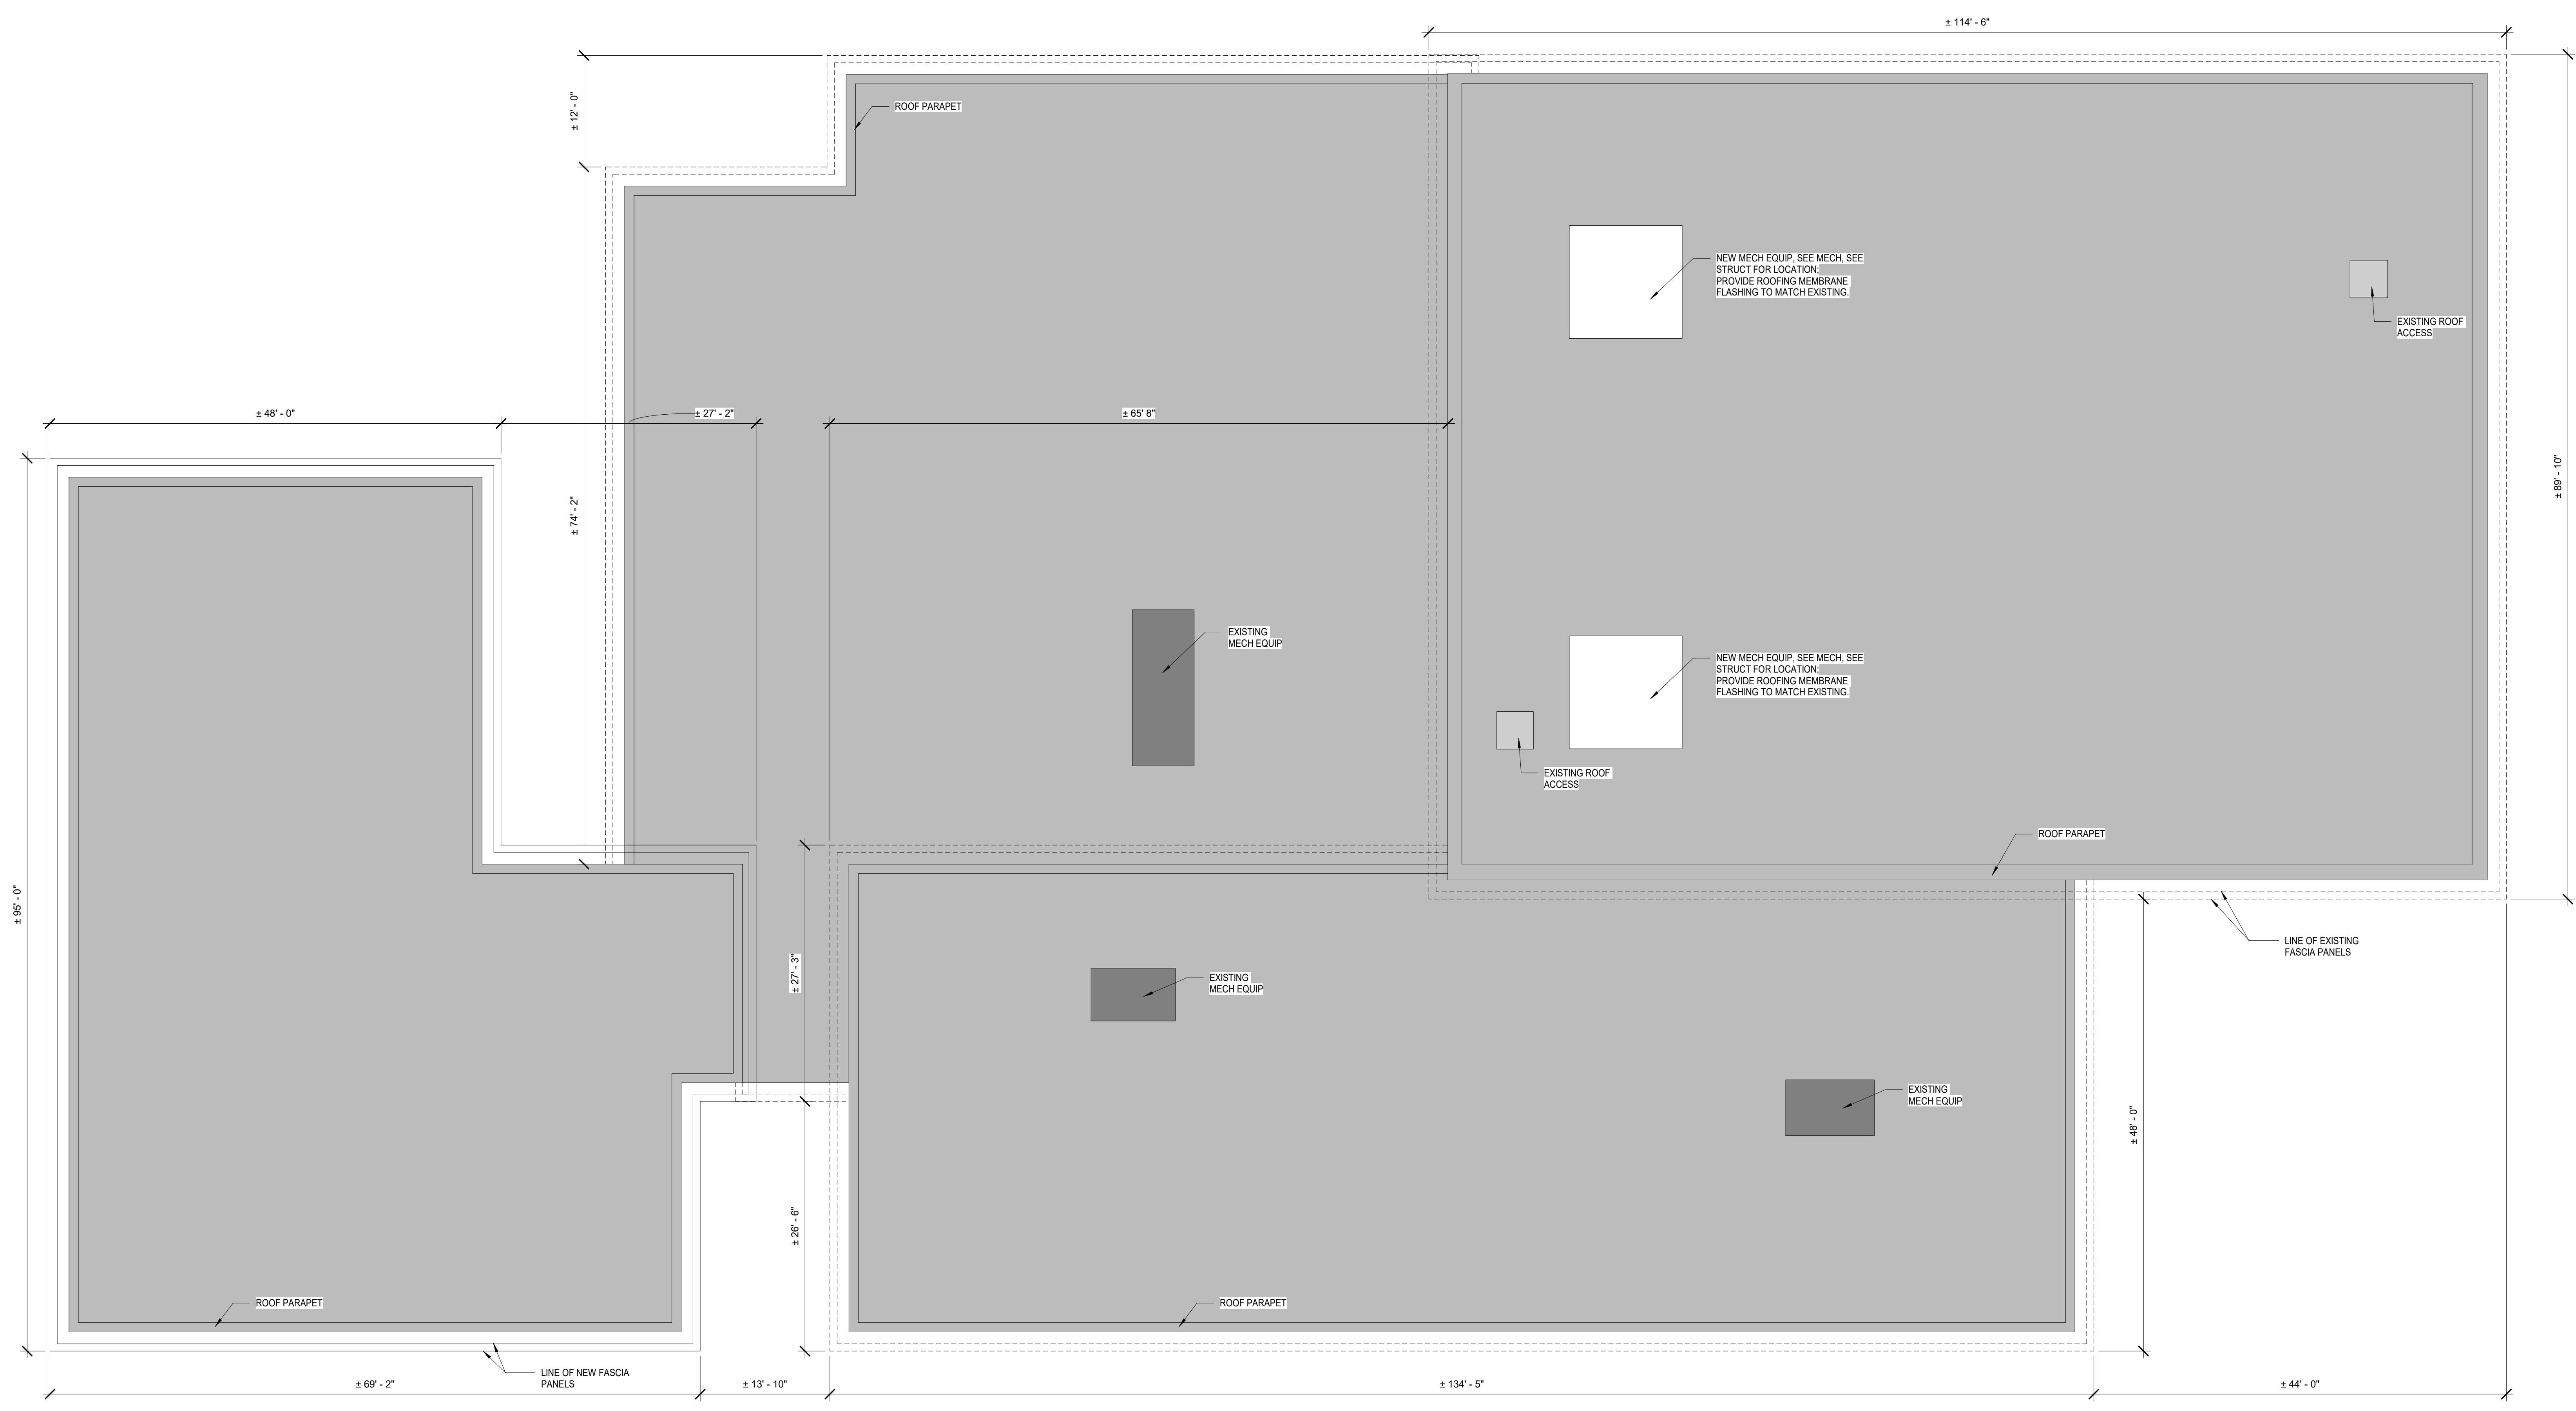 ± 114' - 6"
± 12' - 0"
ROOF PARAPET
NEW MECH EQUIP, SEE MECH, SEE
STRUCT FOR LOCATION;
PROVIDE ROOFING MEMBRANE
FLASHING TO MATCH EXISTING.
EXISTING ROOF
ACCESS
± 48' - 0"
± 27' - 2"
± 65' 8"
± 89' - 10"
± 74' - 2"
EXISTING
MECH EQUIP
NEW MECH EQUIP, SEE MECH, SEE
STRUCT FOR LOCATION;
PROVIDE ROOFING MEMBRANE
FLASHING TO MATCH EXISTING.
EXISTING ROOF
ACCESS
ROOF PARAPET
± 95' - 0"
LINE OF EXISTING
FASCIA PANELS
± 27' - 3"
EXISTING
MECH EQUIP
EXISTING
MECH EQUIP
± 48' - 0"
± 26' - 6"
ROOF PARAPET
ROOF PARAPET
LINE OF NEW FASCIA
PANELS
± 69' - 2"
± 13' - 10"
± 134' - 5"
± 44' - 0"